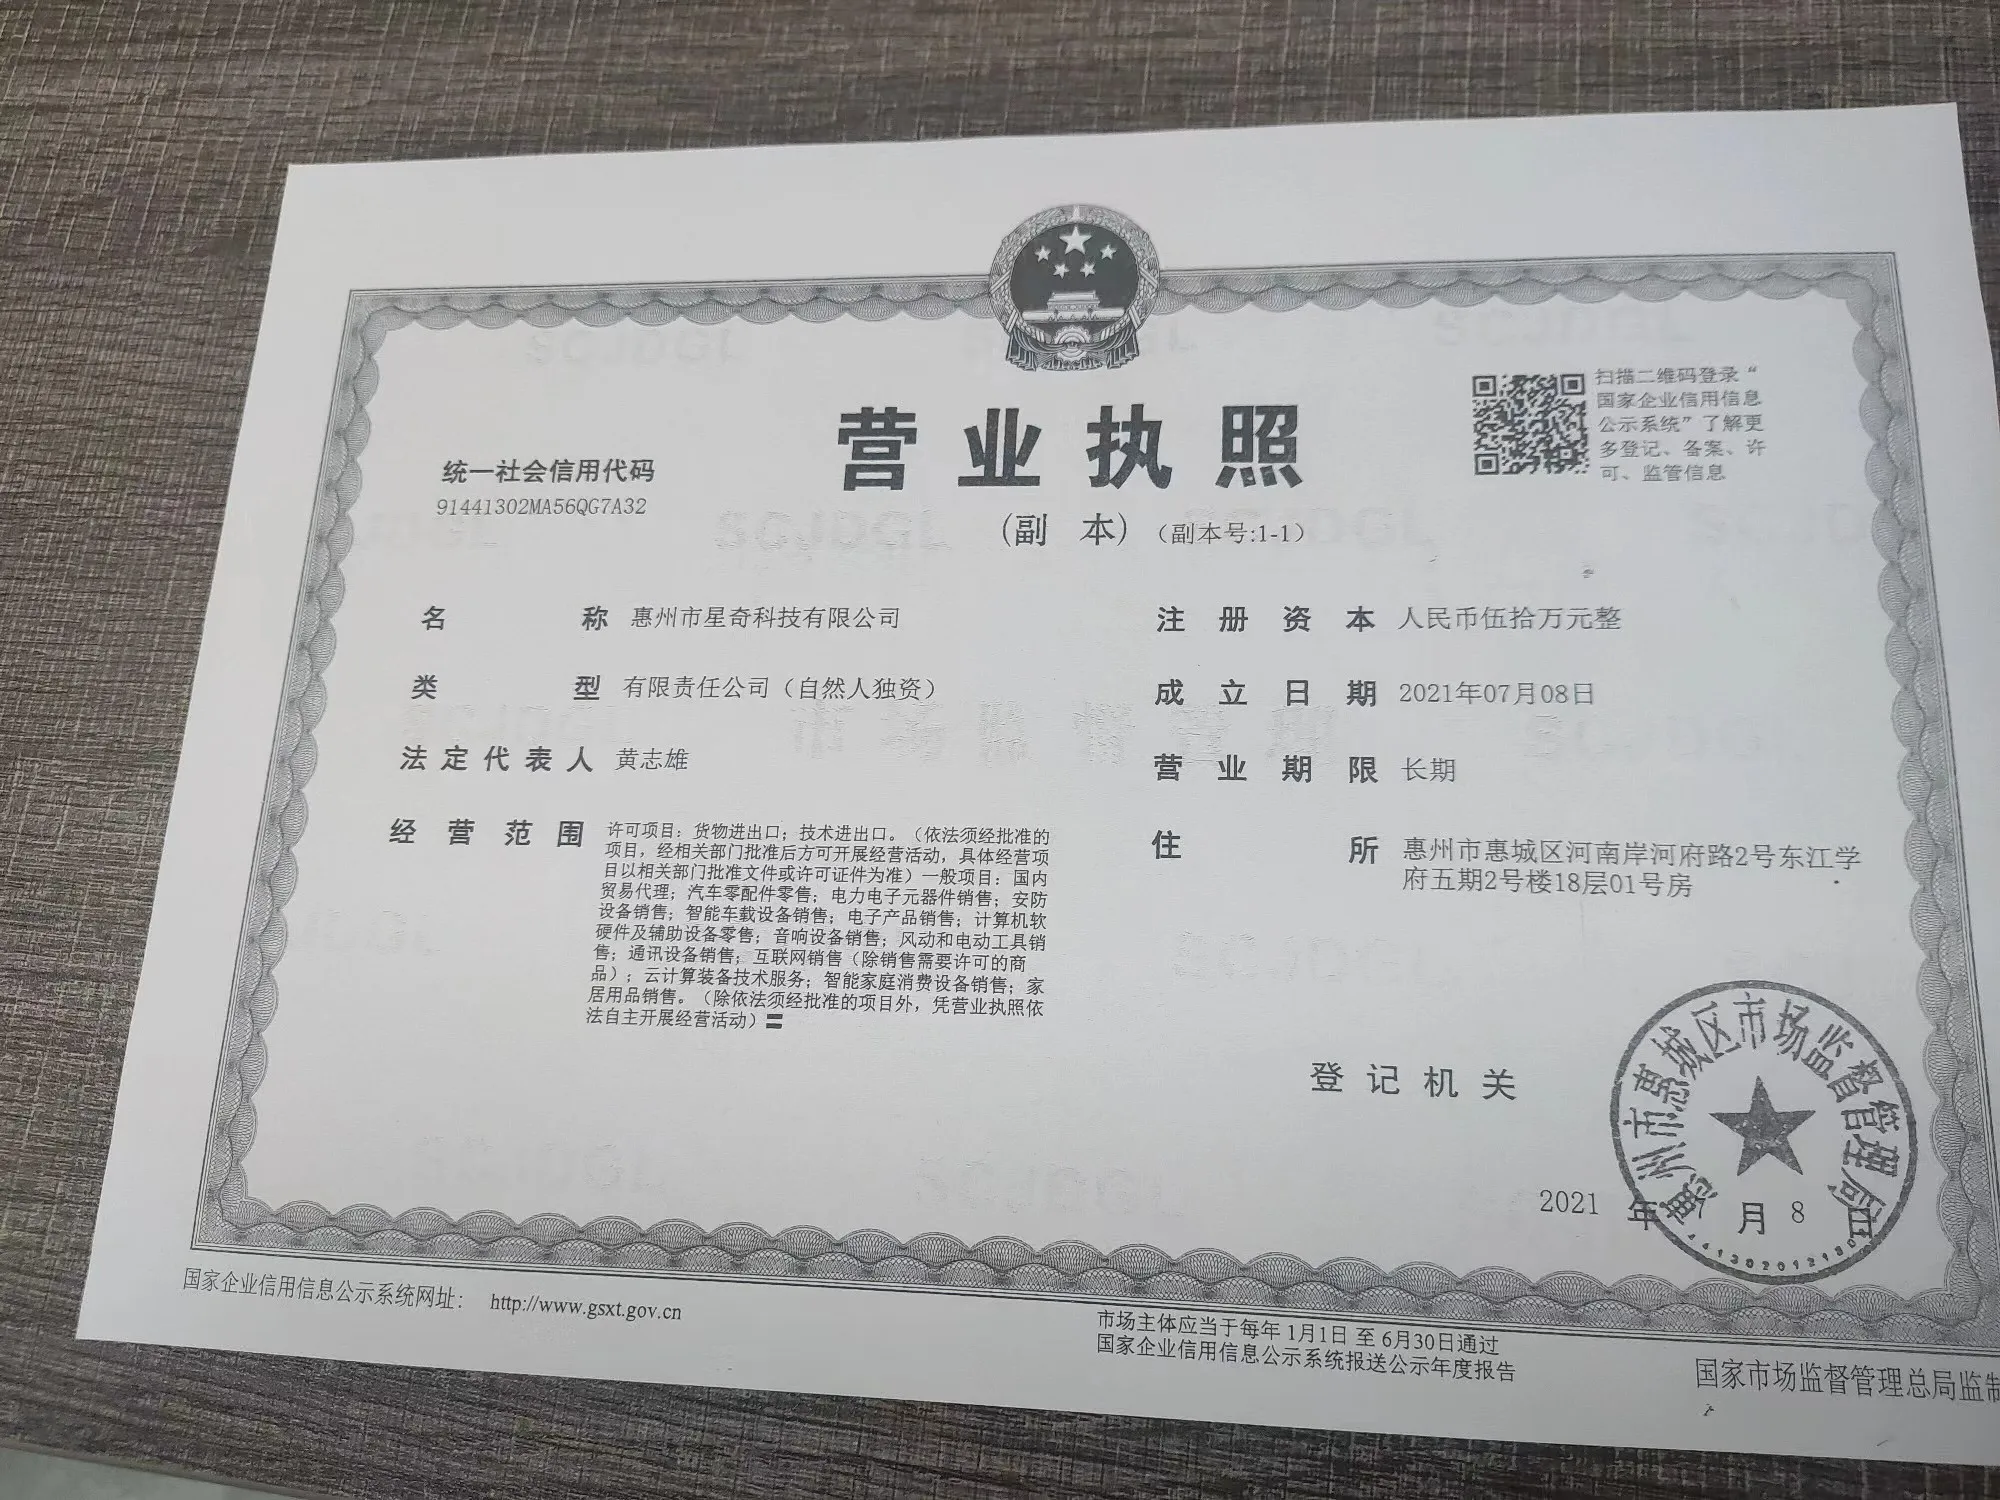 扫描二维码登录“
国家企业信用信息
公示系统”了解更
多登记、备案、许
可、监管信息
营业执照
(副 本) （副本号:1-1）
统一社会信用代码
91441302MA56QG7A32
名 称 惠州市星奇科技有限公司
类 型 有限责任公司（自然人独资）
法定代表人 黄志雄
经营范围 许可项目：货物进出口；技术进出口。（依法须经批准的
项目，经相关部门批准后方可开展经营活动，具体经营项
目以相关部门批准文件或许可证件为准）一般项目：国内
贸易代理；汽车零配件零售；电力电子元器件销售；安防
设备销售；智能车载设备销售；电子产品销售；计算机软
硬件及辅助设备零售；音响设备销售；风动和电动工具销
售；通讯设备销售；互联网销售（除销售需要许可的商
品）；云计算装备技术服务；智能家庭消费设备销售；家
居用品销售。（除依法须经批准的项目外，凭营业执照依
法自主开展经营活动）〓
注册资本 人民币伍拾万元整
成立日期 2021年07月08日
营业期限 长期
住 所 惠州市惠城区河南岸河府路2号东江学
府五期2号楼18层01号房
登记机关
惠州市惠城区市场监督管理局
2021 年 7 月 8 日
国家企业信用信息公示系统网址： http://www.gsxt.gov.cn
市场主体应当于每年 1月1日 至 6月30日通过
国家企业信用信息公示系统报送公示年度报告
国家市场监督管理总局监制